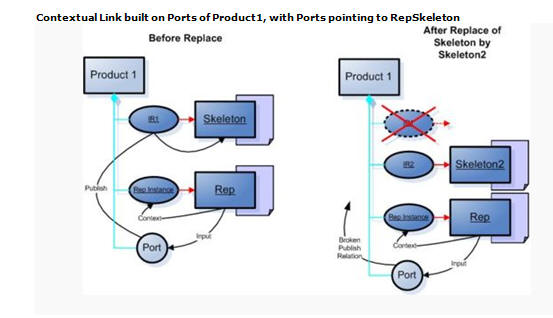 Contextual Link built on Ports of Product1, with Ports pointing to RepSkeleton
Before Replace
Product 1
IR1
Skeleton
Publish
Rep Instance
Rep
Context
Input
Port
After Replace of
Skeleton by
Skeleton2
Product 1
IR2
Skeleton2
Rep Instance
Rep
Context
Broken
Publish
Relation
Input
Port